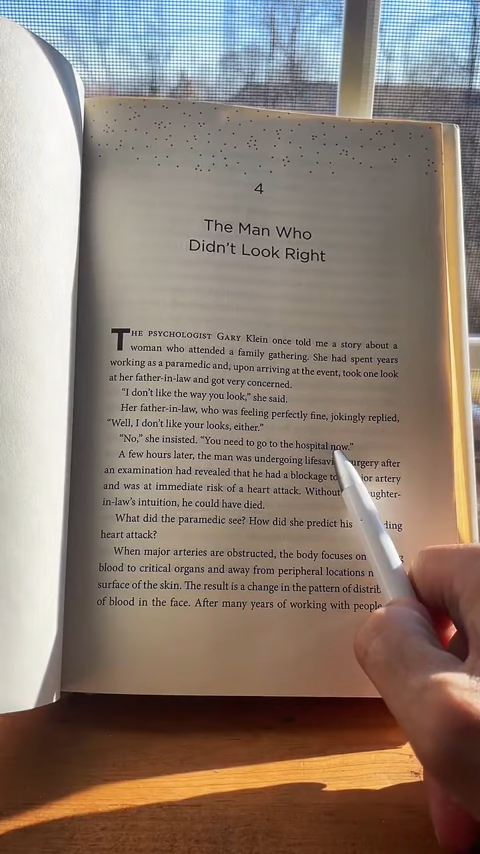 4
The Man Who
Didn't Look Right
THE PSYCHOLOGIST GARY Klein once told me a story about a
woman who attended a family gathering. She had spent years
working as a paramedic and, upon arriving at the event, took one look
at her father-in-law and got very concerned.
"I don't like the way you look," she said.
Her father-in-law, who was feeling perfectly fine, jokingly replied,
"Well, I don't like your looks, either."
"No," she insisted. "You need to go to the hospital now."
A few hours later, the man was undergoing lifesaving surgery after
an examination had revealed that he had a blockage to major artery
and was at immediate risk of a heart attack. Without daughter-
in-law's intuition, he could have died.
What did the paramedic see? How did she predict his
heart attack?
When major arteries are obstructed, the body focuses on
blood to critical organs and away from peripheral locations
surface of the skin. The result is a change in the pattern of
of blood in the face. After many years of working with people